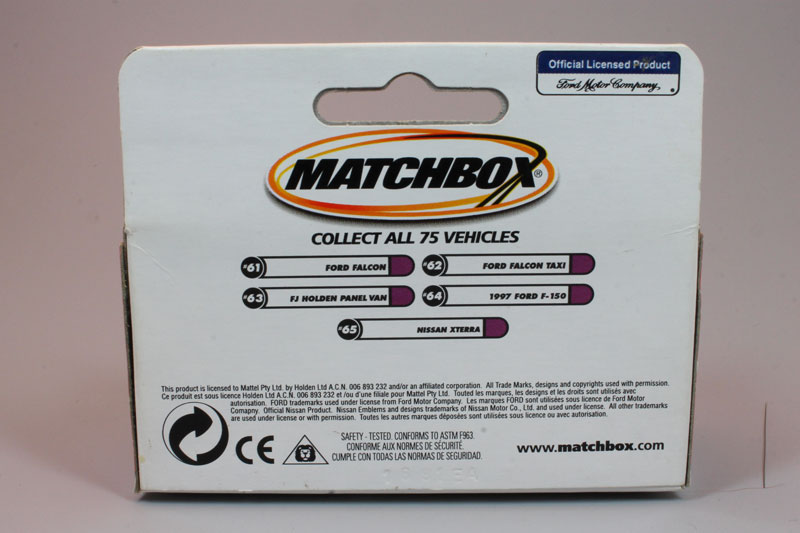 Official Licensed Product
Ford Motor Company,
MATCHBOX®
COLLECT ALL 75 VEHICLES
#61 FORD FALCON
#62 FORD FALCON TAXI
#63 FJ HOLDEN PANEL VAN
#64 1997 FORD F-150
#65 NISSAN XTERRA
This product is licensed to Mattel Pty Ltd. by Holden Ltd A.C.N. 006 893 232 and/or an affiliated corporation. All Trade Marks, designs and copyrights used with permission.
Ce produit est sous licence Holden Ltd A.C.N. 006 893 232 et /ou d'une filiale pour Mattel Pty Ltd. Toutes les marques, les designs et les droits sont utilisés avec
autorisation. FORD trademarks used under license from Ford Motor Company. Les marques FORD sont utilisées sous licence de Ford Motor
Comapny. Official Nissan Product. Nissan Emblems and designs trademarks of Nissan Motor Co., Ltd. and used under license. All other trademarks
are used under license or with permission. Toutes les autres marques déposées sont utilisées sous licence ou avec autorisation.
CE
SAFETY - TESTED. CONFORMS TO ASTM F963.
CONFORME AUX NORMES DE SÉCURITÉ.
CUMPLE CON TODAS LAS NORMAS DE SEGURIDAD.
www.matchbox.com